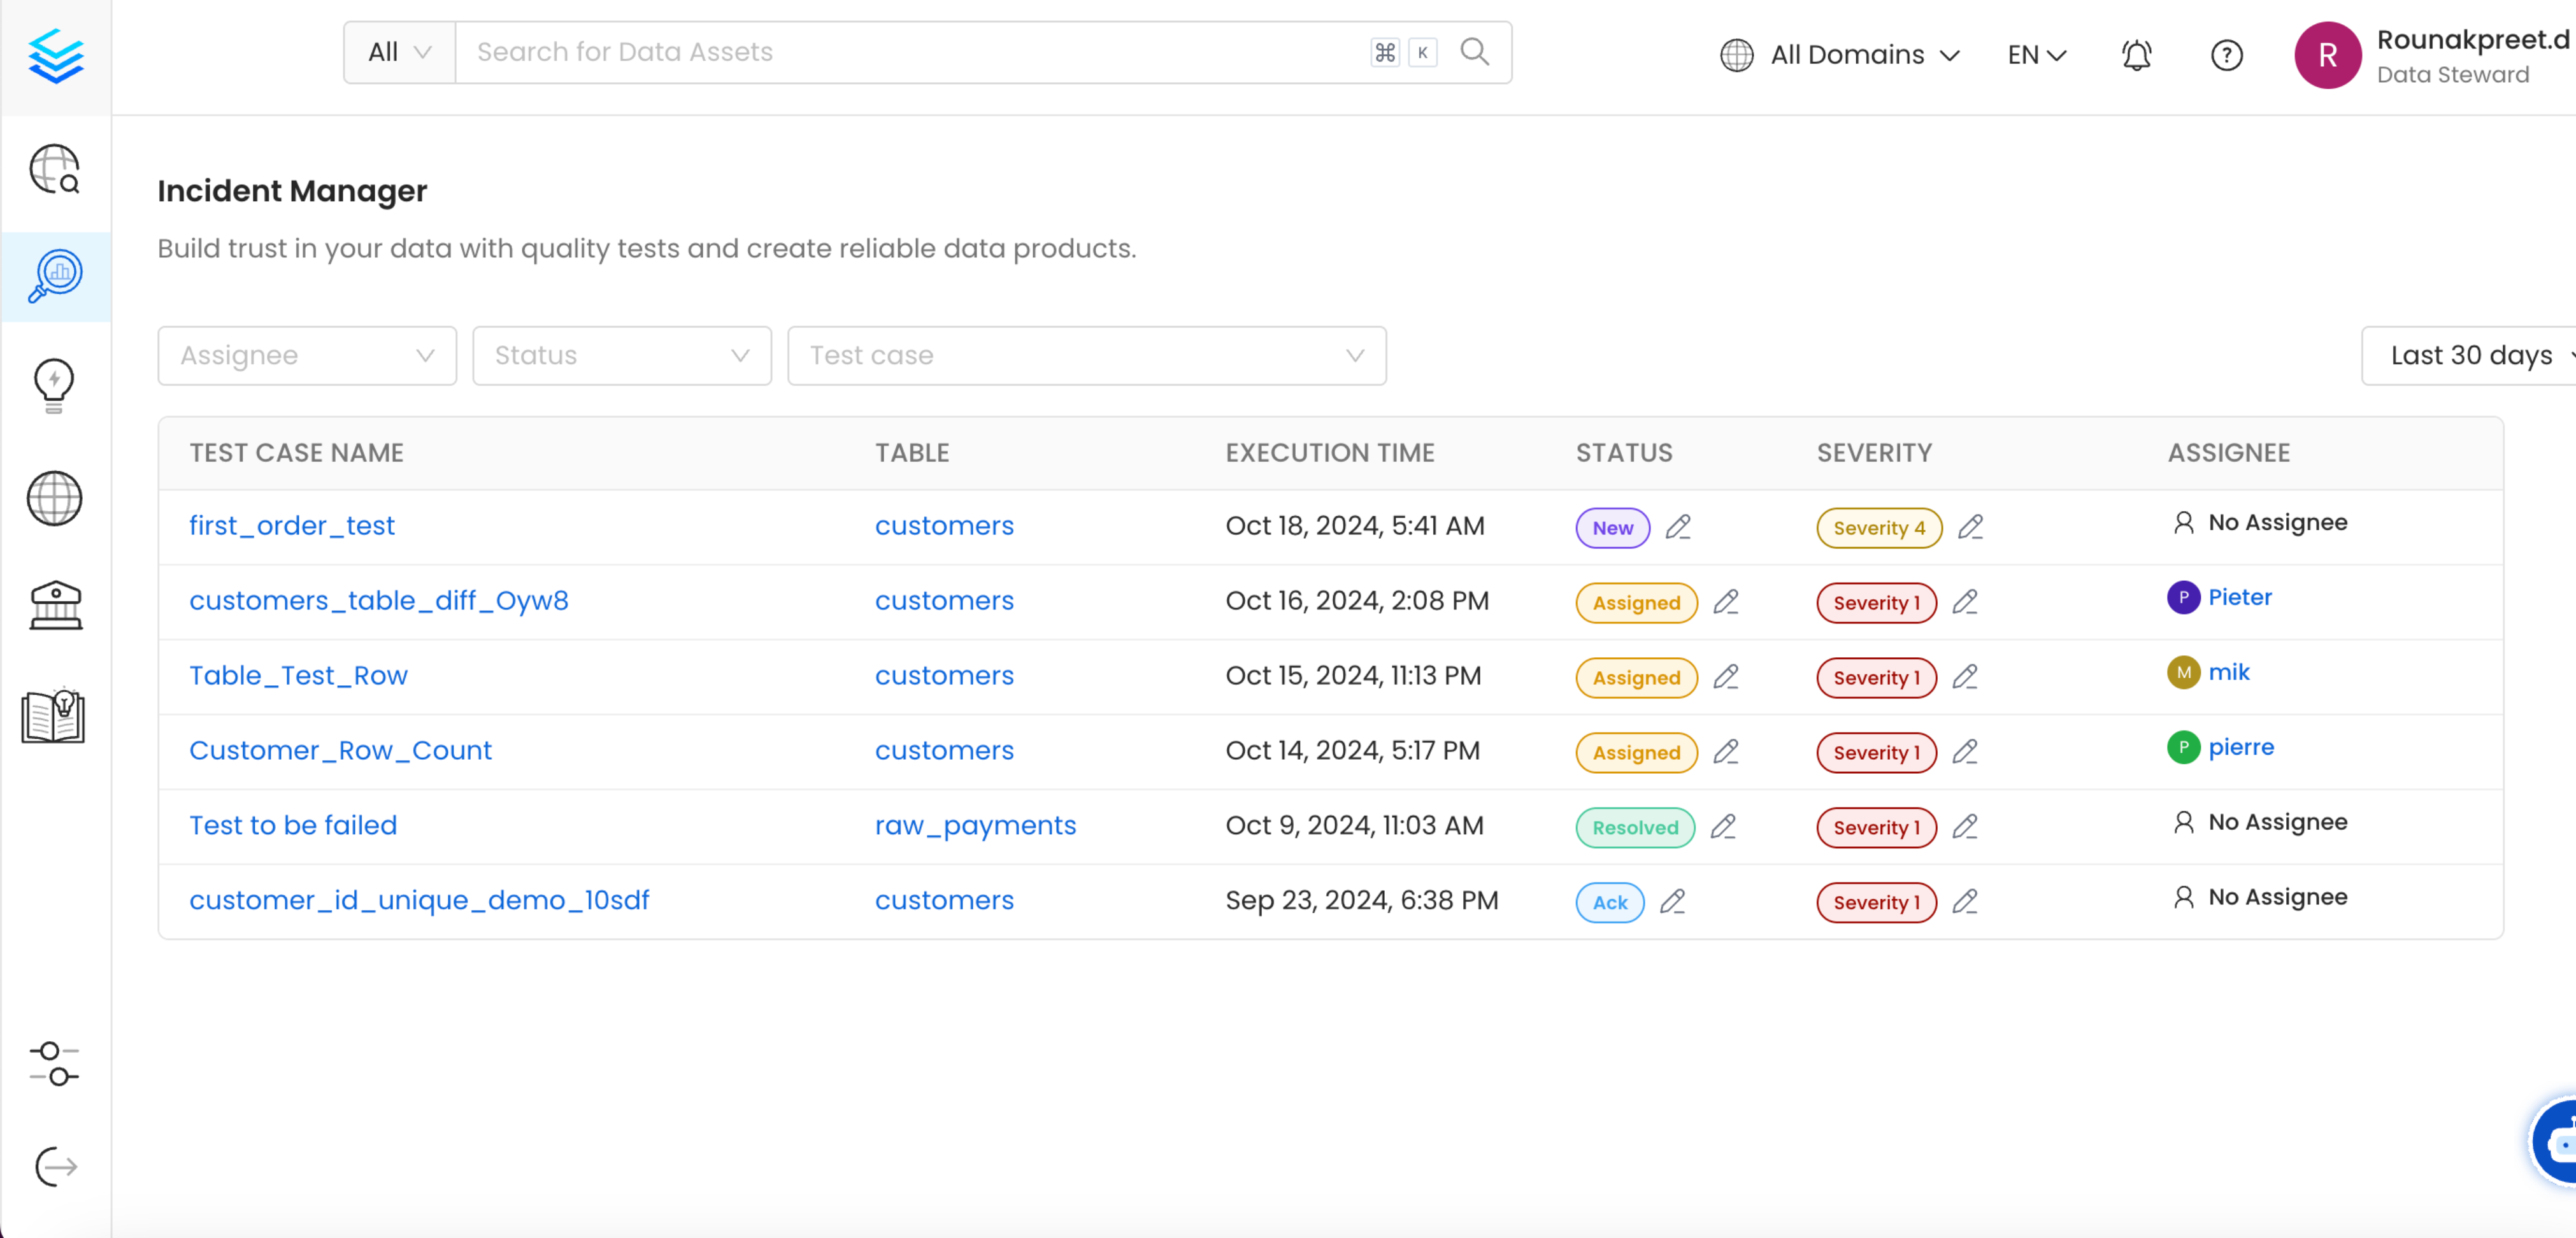 All Search for Data Assets ⌘ K All Domains EN R Rounakpreet.d
Data Steward
Incident Manager
Build trust in your data with quality tests and create reliable data products.
Assignee Status Test case Last 30 days
TEST CASE NAME TABLE EXECUTION TIME STATUS SEVERITY ASSIGNEE
first_order_test customers Oct 18, 2024, 5:41 AM New Severity 4 No Assignee
customers_table_diff_Oyw8 customers Oct 16, 2024, 2:08 PM Assigned Severity 1 P Pieter
Table_Test_Row customers Oct 15, 2024, 11:13 PM Assigned Severity 1 M mik
Customer_Row_Count customers Oct 14, 2024, 5:17 PM Assigned Severity 1 P pierre
Test to be failed raw_payments Oct 9, 2024, 11:03 AM Resolved Severity 1 No Assignee
customer_id_unique_demo_10sdf customers Sep 23, 2024, 6:38 PM Ack Severity 1 No Assignee